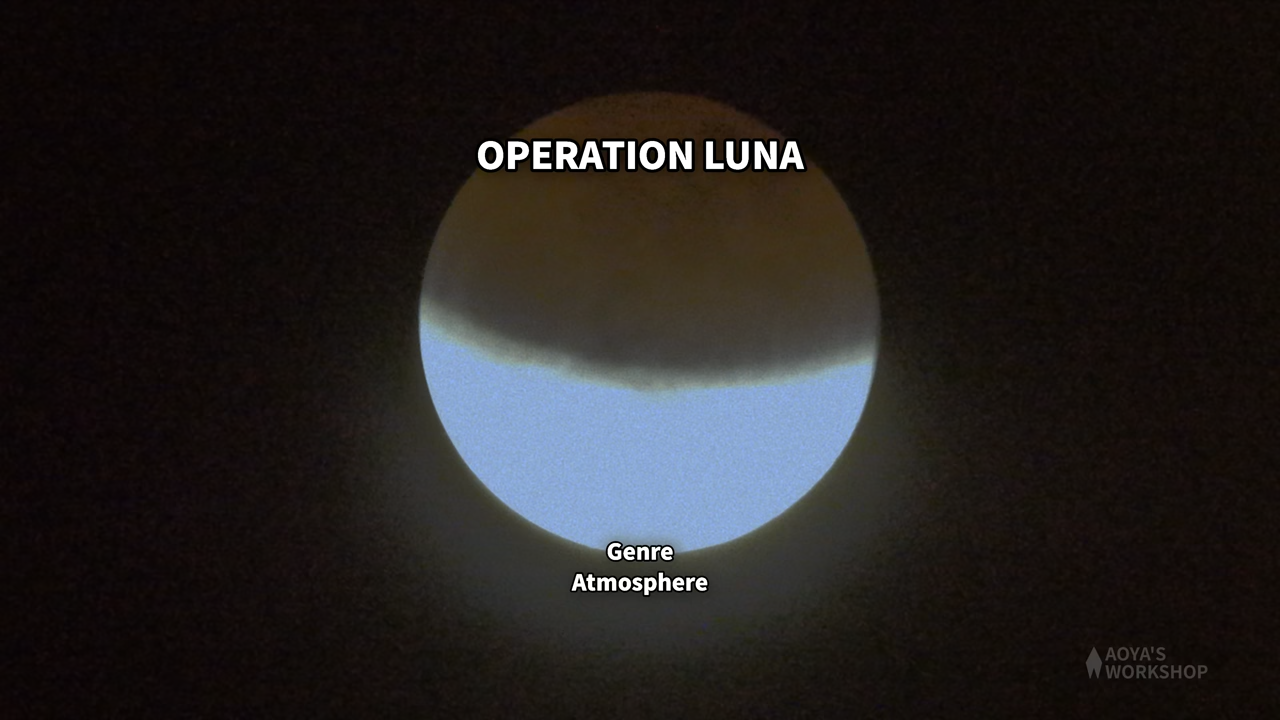 OPERATION LUNA
Genre
Atmosphere
AOYA'S
WORKSHOP